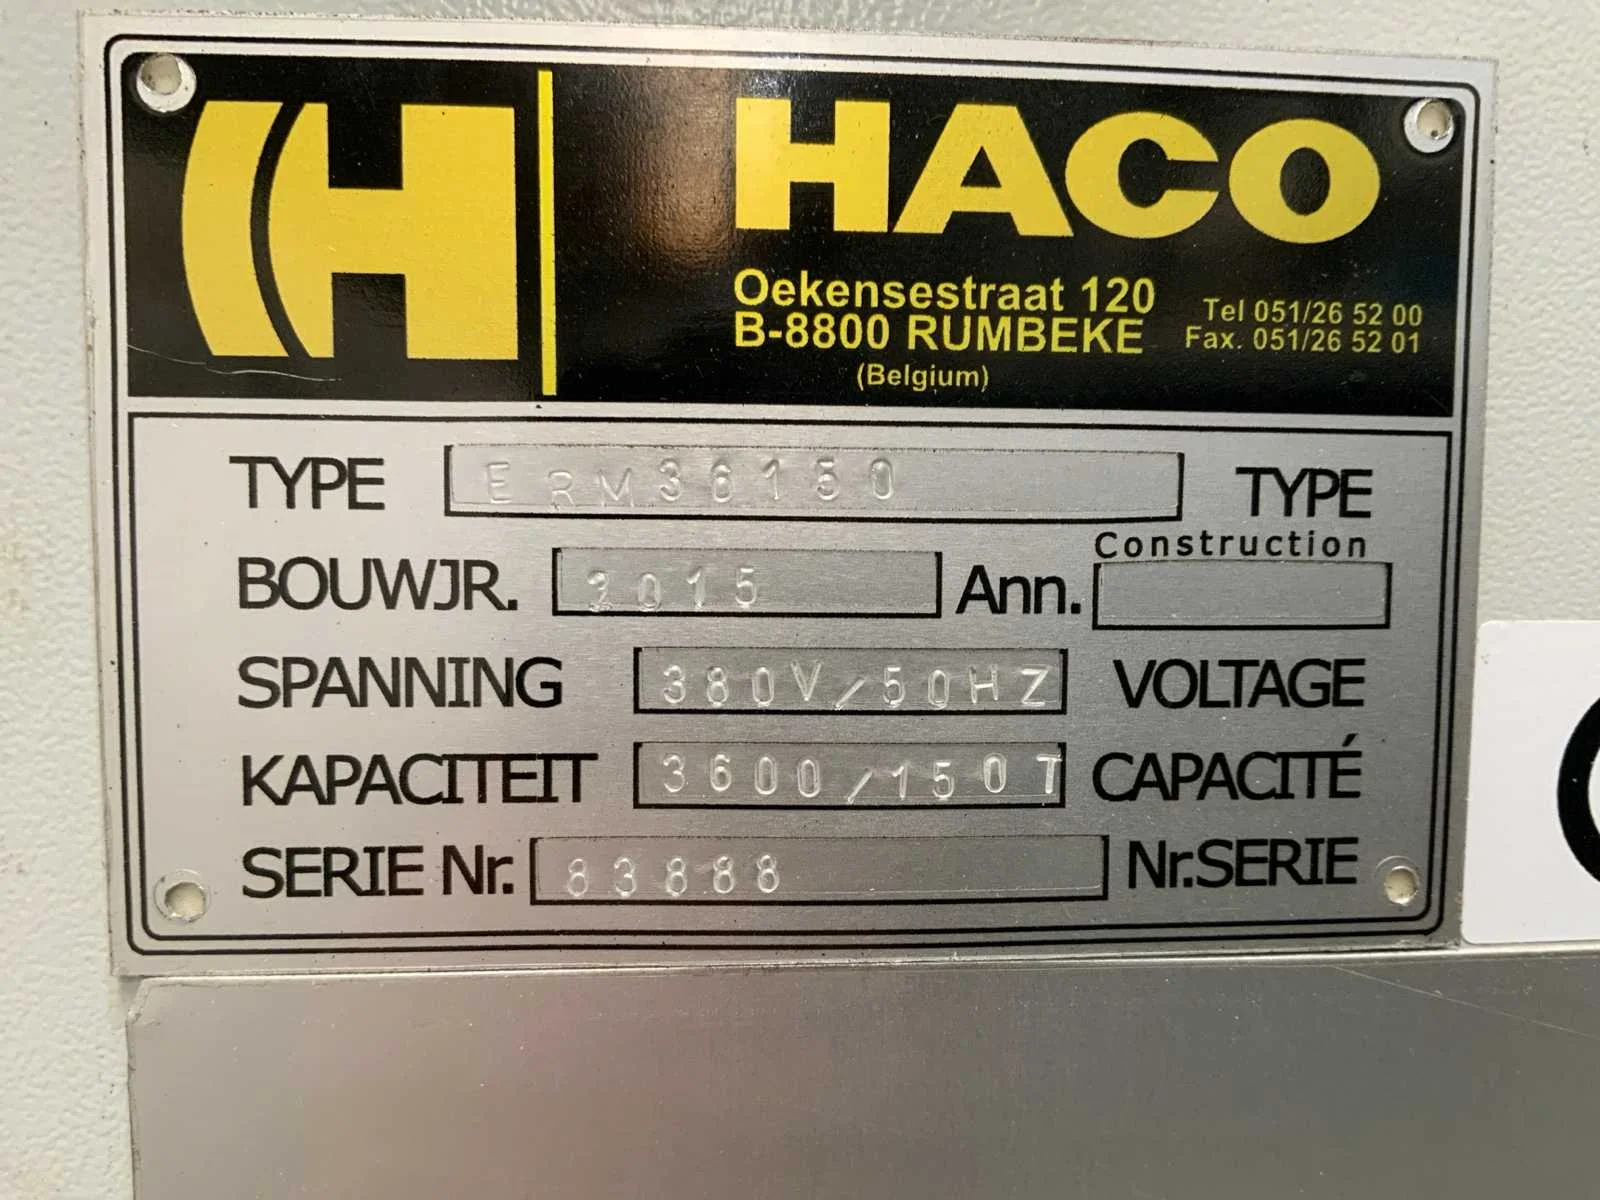 HACO
Oekensestraat 120
B-8800 RUMBEKE
(Belgium)
Tel 051/26 52 00
Fax. 051/26 52 01
TYPE ERM36150 TYPE
BOUWJR. 2015 Ann. Construction
SPANNING 380V/50HZ VOLTAGE
KAPACITEIT 3600/150T CAPACITÉ
SERIE Nr. 83888 Nr.SERIE